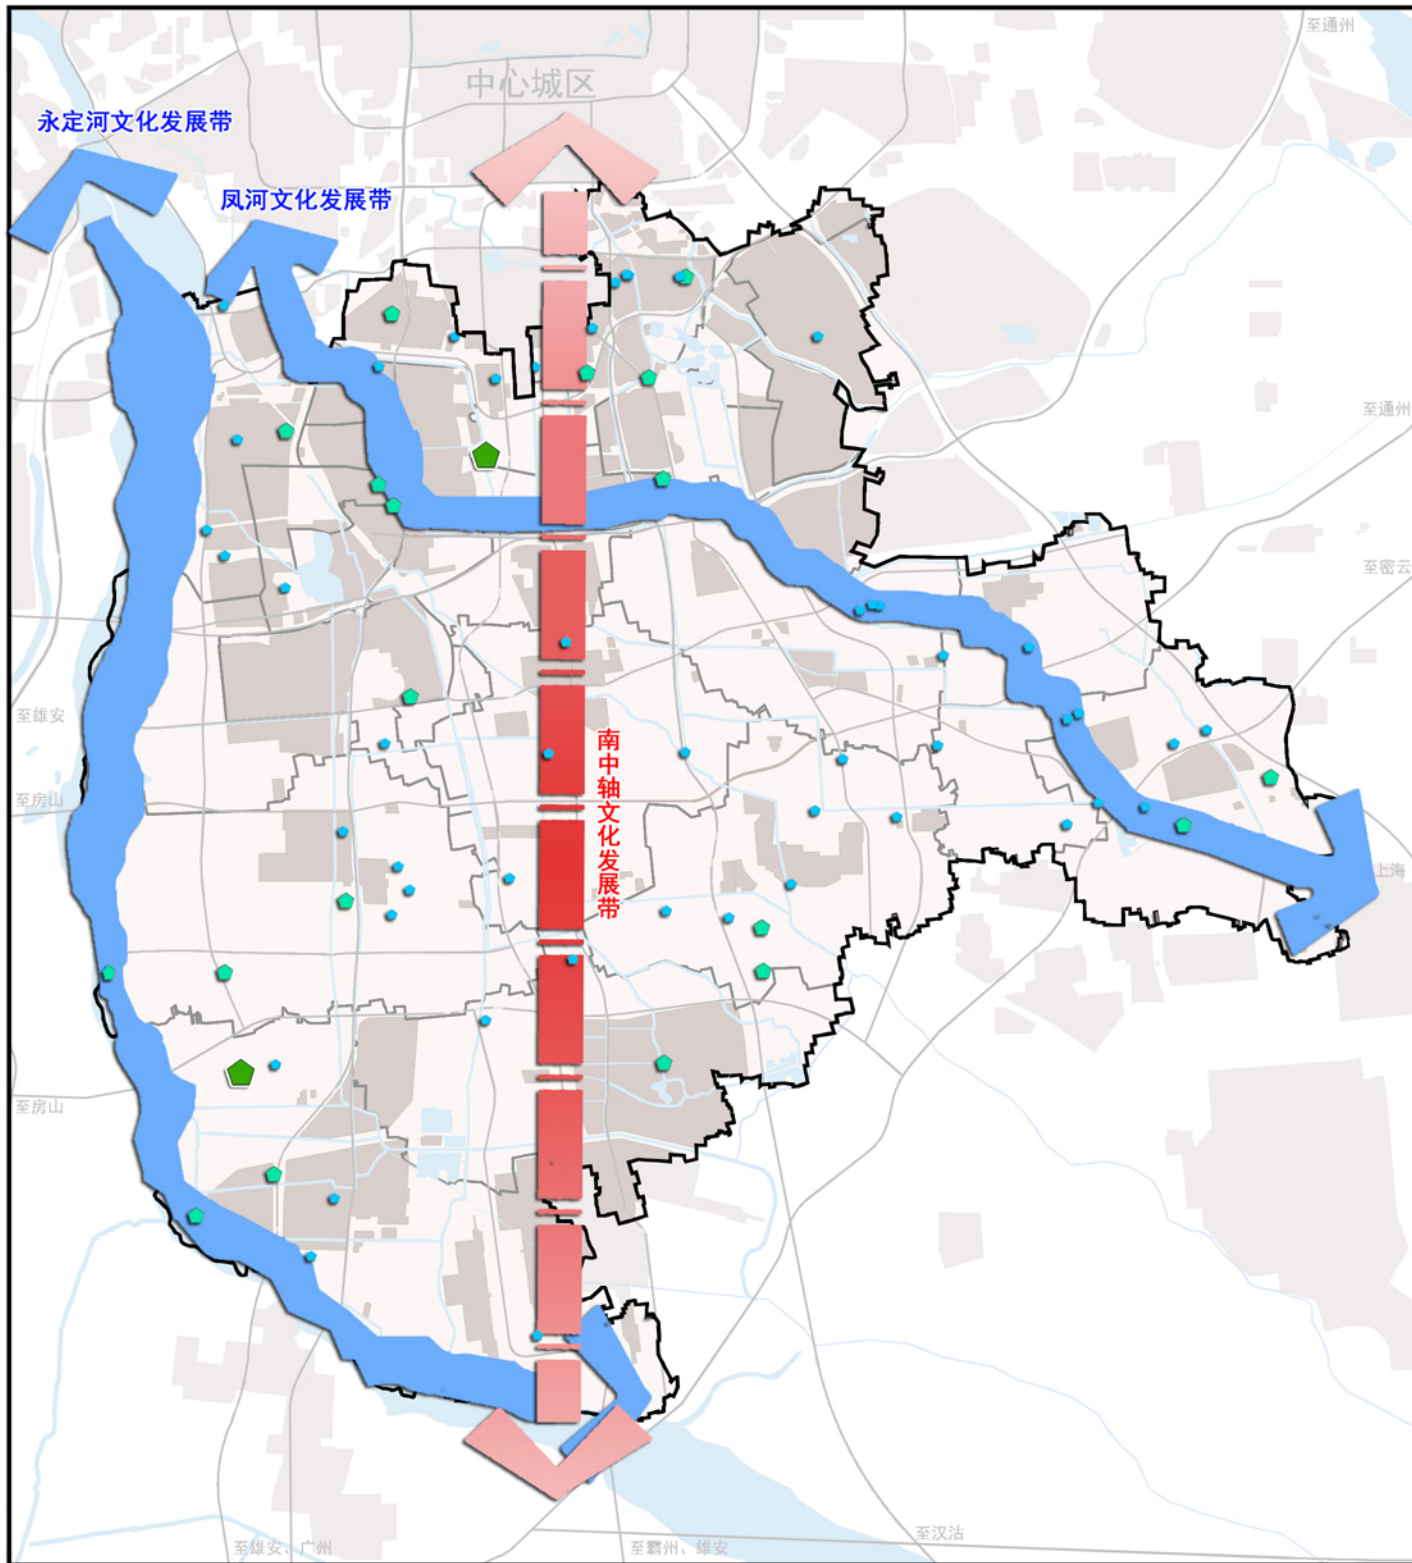 至通州
中心城区
永定河文化发展带
凤河文化发展带
至通州
至密云
至雄安
南中轴文化发展带
至房山
上海
至房山
至汉沽
至雄安、广州
至霸州、雄安